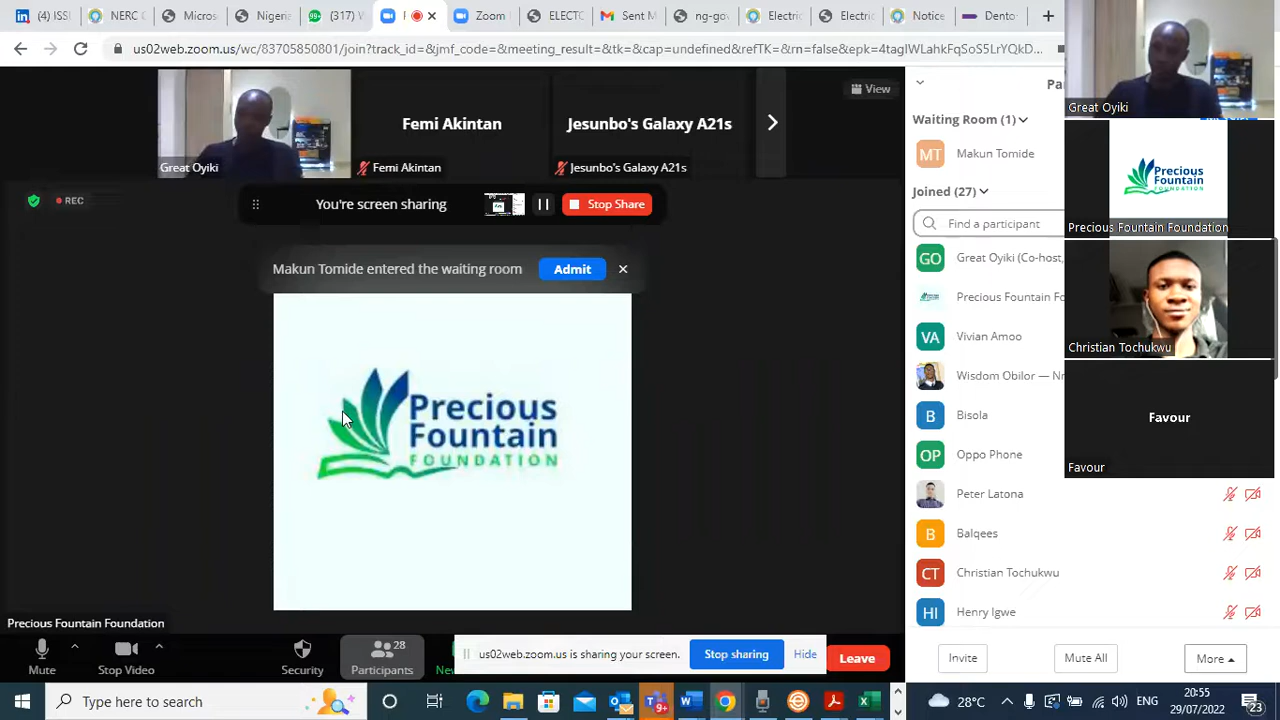 (4) ISS
NERC
Micros
Nigeria
99+
(317) W
Zoom
ELECTO
Sent M
ng-gov
Electric
Electri
Notice
Dento
us02web.zoom.us/wc/83705850801/join?track_id=&jmf_code=&meeting_result=&tk=&cap=undefined&refTK=&rn=false&epk=
Great Oyiki
Femi Akintan
Femi Akintan
Jesunbo's Galaxy A21s
Jesunbo's Galaxy A21s
View
REC
You're screen sharing
Stop Share
Makun Tomide entered the waiting room
Admit
Precious
Fountain
FOUNDATION
Precious Fountain Foundation
Mute
Stop Video
Security
28
Participants
us02web.zoom.us is sharing your screen.
Stop sharing
Hide
Leave
Waiting Room (1)
MT
Makun Tomide
Joined (27)
Find a participant
GO
Great Oyiki (Co-host,
Precious Fountain Fo
VA
Vivian Amoo
Wisdom Obilor —
B
Bisola
OP
Oppo Phone
Peter Latona
B
Balqees
CT
Christian Tochukwu
HI
Henry Igwe
Invite
Mute All
More
Great Oyiki
Precious
Fountain
FOUNDATION
Precious Fountain Foundation
Christian Tochukwu
Favour
Favour
Type here to search
9+
28°C
ENG
20:55
29/07/2022
23